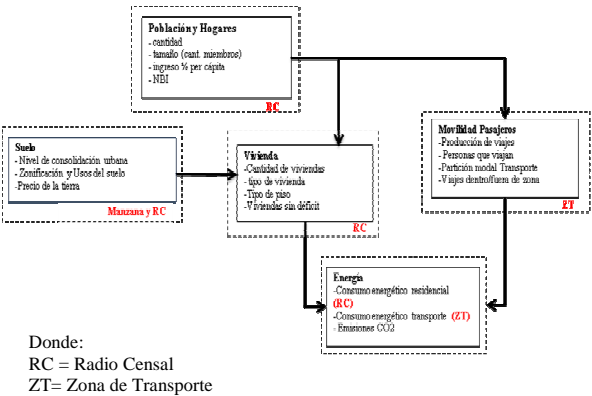 Población y Hogares
- cantidad
- tamaño (cant. miembros)
- ingreso % per cápita
- NBI
RC
Suelo
- Nivel de consolidación urbana
- Zonificación y Usos del suelo
-Precio de la tierra
Manzana y RC
Vivienda
-Cantidad de viviendas
- tipo de vivienda
-Tipo de piso
- Viviendas sin déficit
RC
Movilidad Pasajeros
-Producción de viajes
- Personas que viajan
- Partición modal Transporte
- Viajes dentro/fuera de zona
ZT
Energía
-Consumo energético residencial
(RC)
-Consumo energético transporte (ZT)
- Emisiones CO2
Donde:
RC = Radio Censal
ZT= Zona de Transporte